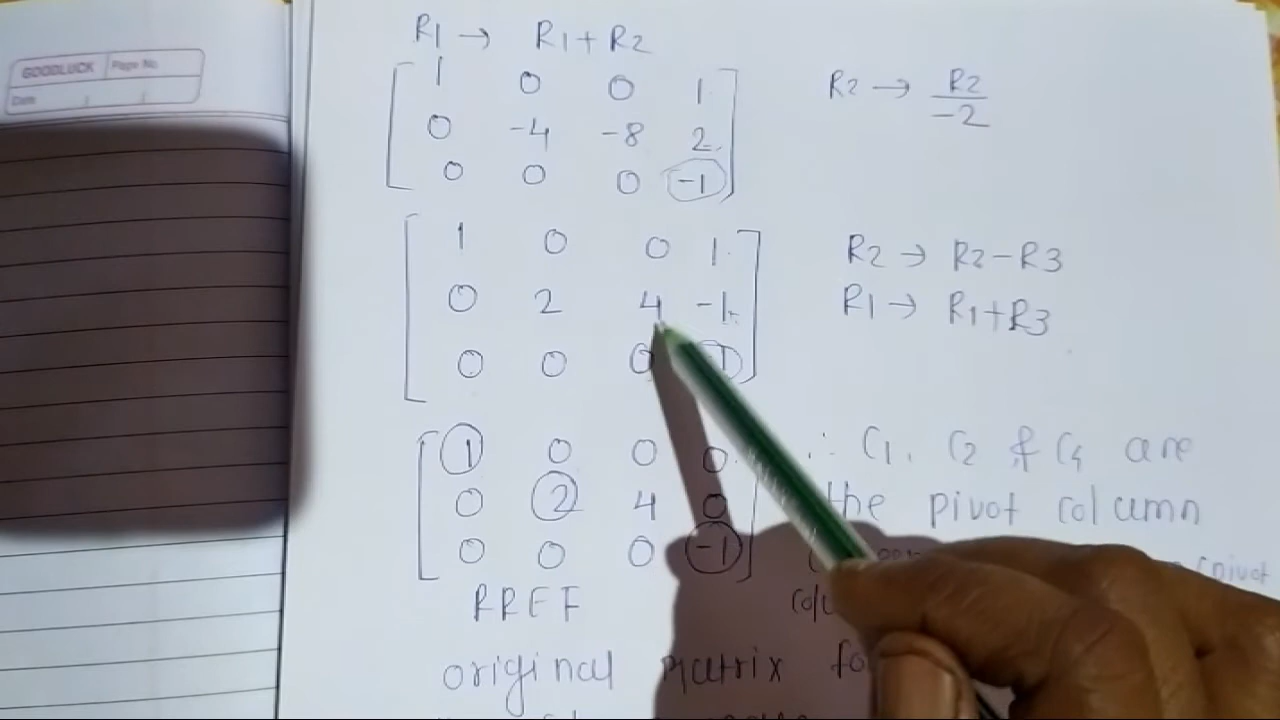 GOODLUCK Page No.
Date
R1 → R1 + R2
1 0 0 1
0 -4 -8 2
0 0 0 -1
R2 → R2 / -2
1 0 0 1
0 2 4 -1
0 0 0
R2 → R2 - R3
R1 → R1 + R3
1 0 0 0
0 2 4 0
0 0 0 -1
RREF
∴ C1, C2 & C4 are
the pivot column
original matrix